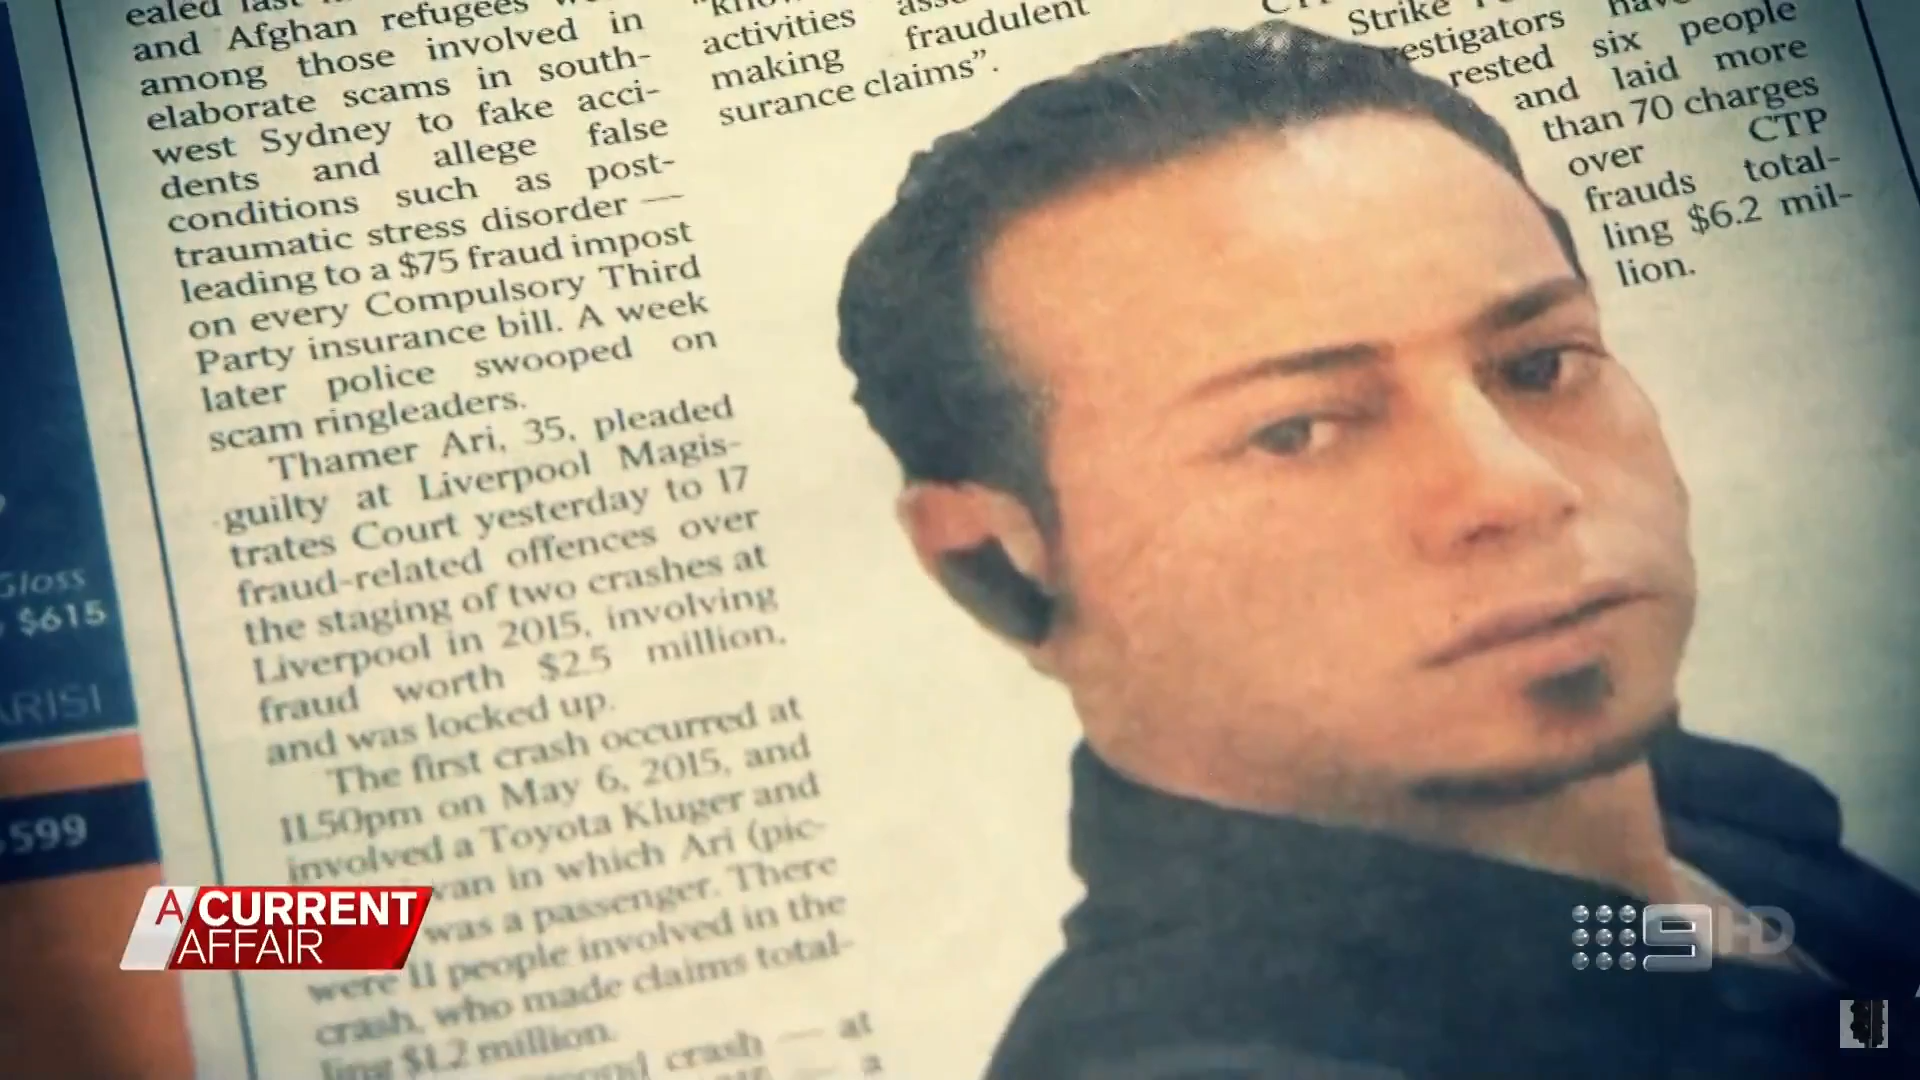 ealed last
and Afghan refugees
among those involved in
elaborate scams in south-
west Sydney to fake acci-
dents and allege false
conditions such as post-
traumatic stress disorder —
leading to a $75 fraud impost
on every Compulsory Third
Party insurance bill. A week
later police swooped on
scam ringleaders.
Thamer Ari, 35, pleaded
guilty at Liverpool Magis-
trates Court yesterday to 17
fraud-related offences over
the staging of two crashes at
Liverpool in 2015, involving
fraud worth $2.5 million,
and was locked up.
The first crash occurred at
11.50pm on May 6, 2015, and
involved a Toyota Kluger and
van in which Ari (pic-
was a passenger. There
were 11 people involved in the
crash, who made claims total-
ling $1.2 million.
crash — at
— a
activities
making fraudulent
surance claims”.
Strike
vestigators
rested six people
and laid more
than 70 charges
over CTP
frauds total-
ling $6.2 mil-
lion.
Gloss
$615
ARISI
599
A CURRENT
AFFAIR
9HD